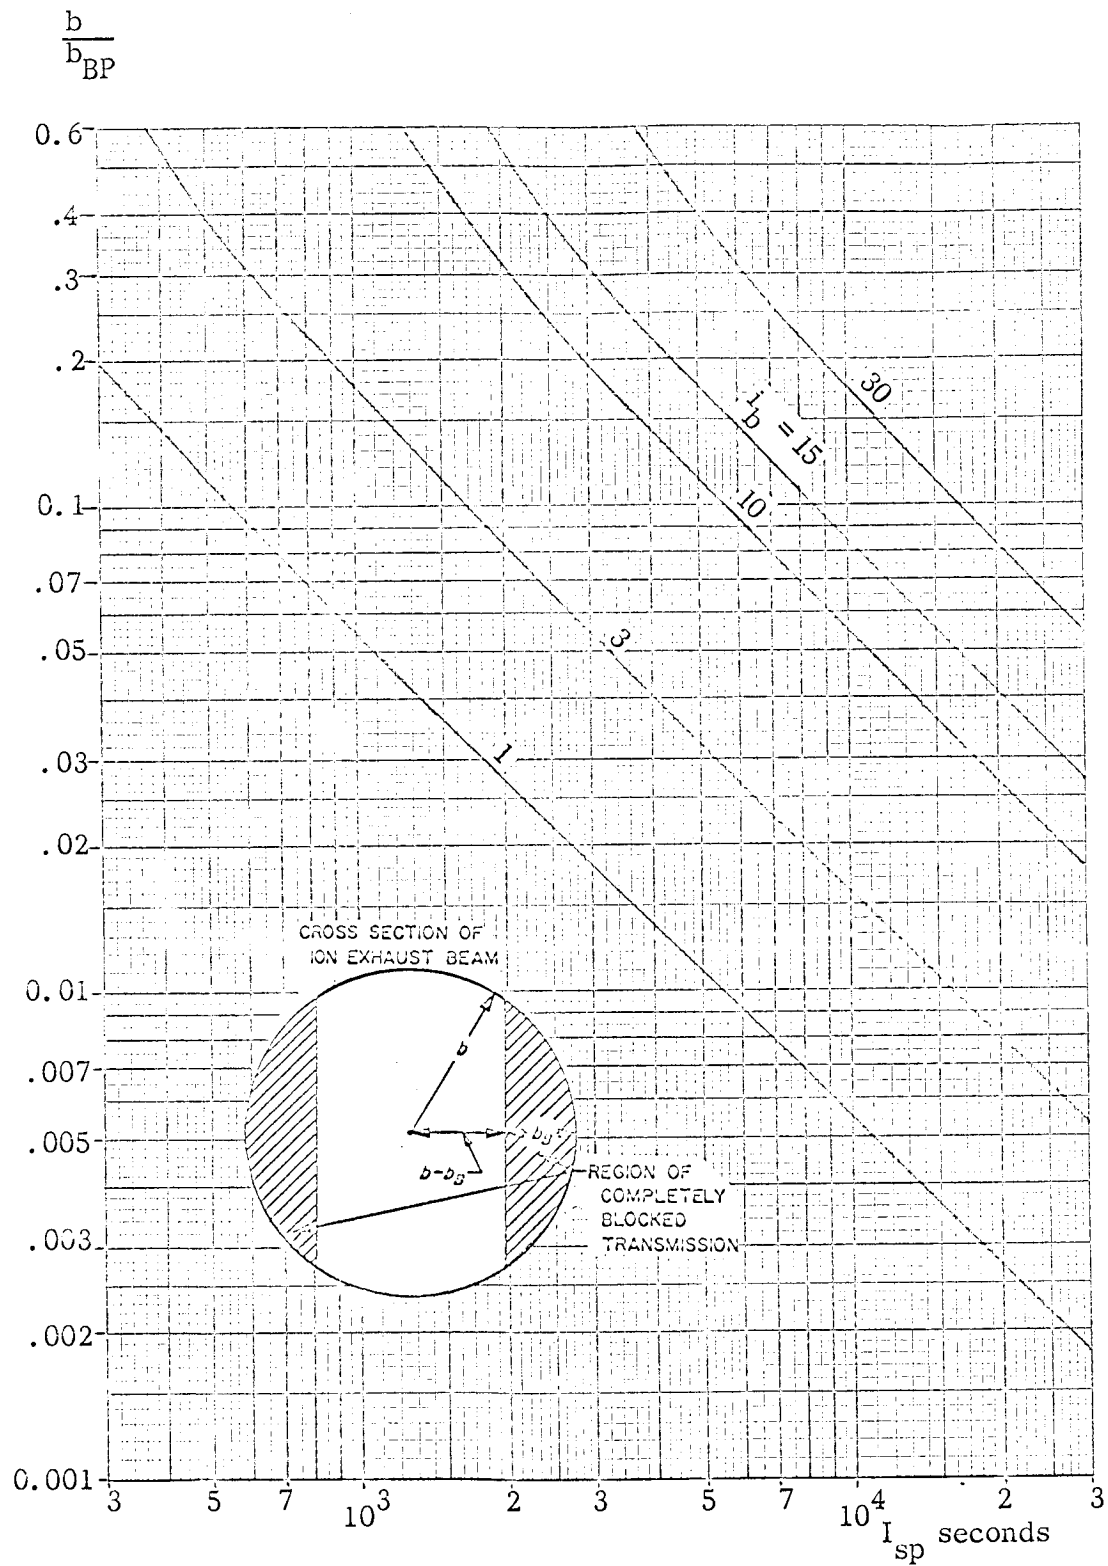 b
b_BP
0.6
.4
.3
.2
0.1
.07
.05
.03
.02
0.01
.007
.005
.003
.002
0.001
30
i_b = 15
10
3
1
CROSS SECTION OF
ION EXHAUST BEAM
b
b_B
b-b_B
REGION OF
COMPLETELY
BLOCKED
TRANSMISSION
3 5 7 10^3 2 3 5 10^4 2 3
I_sp seconds